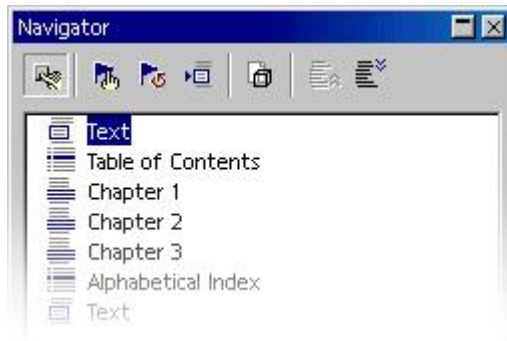 Navigator
Text
Table of Contents
Chapter 1
Chapter 2
Chapter 3
Alphabetical Index
Text